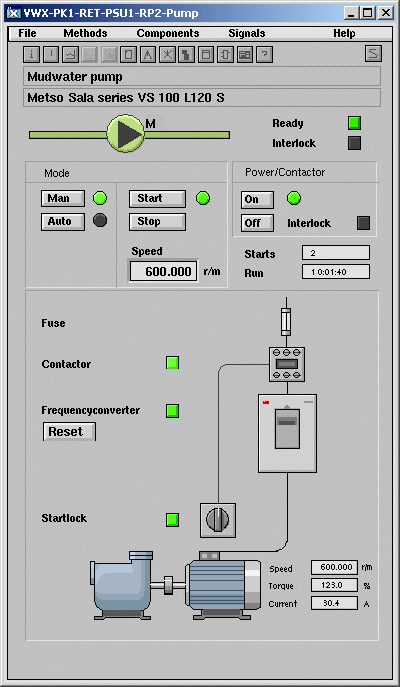 VWX-PK1-RET-PSU1-RP2-Pump
File Methods Components Signals Help
Mudwater pump
Metso Sala series VS 100 L120 S
M
Ready
Interlock
Mode
Power/Contactor
Man Start On
Auto Stop Off Interlock
Speed
600.000 r/m
Starts 2
Run 1 0:01:40
Fuse
Contactor
Frequencyconverter
Reset
Startlock
Speed 600.000 r/m
Torque 123.0 %
Current 30.4 A